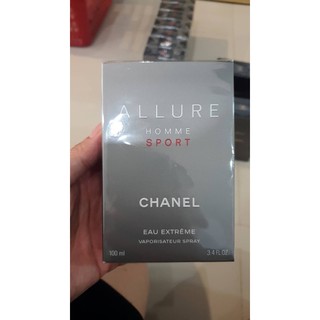 ALLURE
HOMME
SPORT
CHANEL
EAU EXTRÊME
VAPORISATEUR SPRAY
100 ml 3.4 FL.OZ